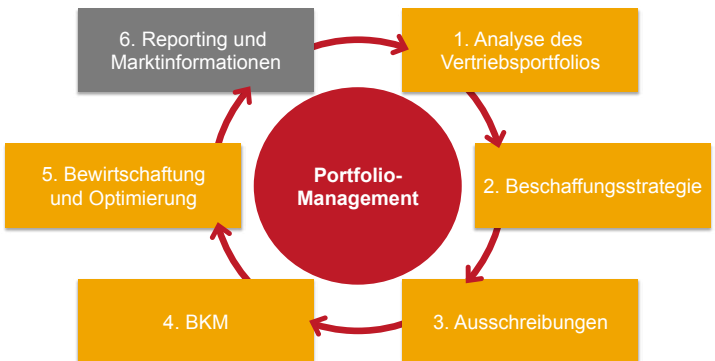 6. Reporting und
Marktinformationen
1. Analyse des
Vertriebsportfolios
5. Bewirtschaftung
und Optimierung
Portfolio-
Management
2. Beschaffungsstrategie
4. BKM
3. Ausschreibungen